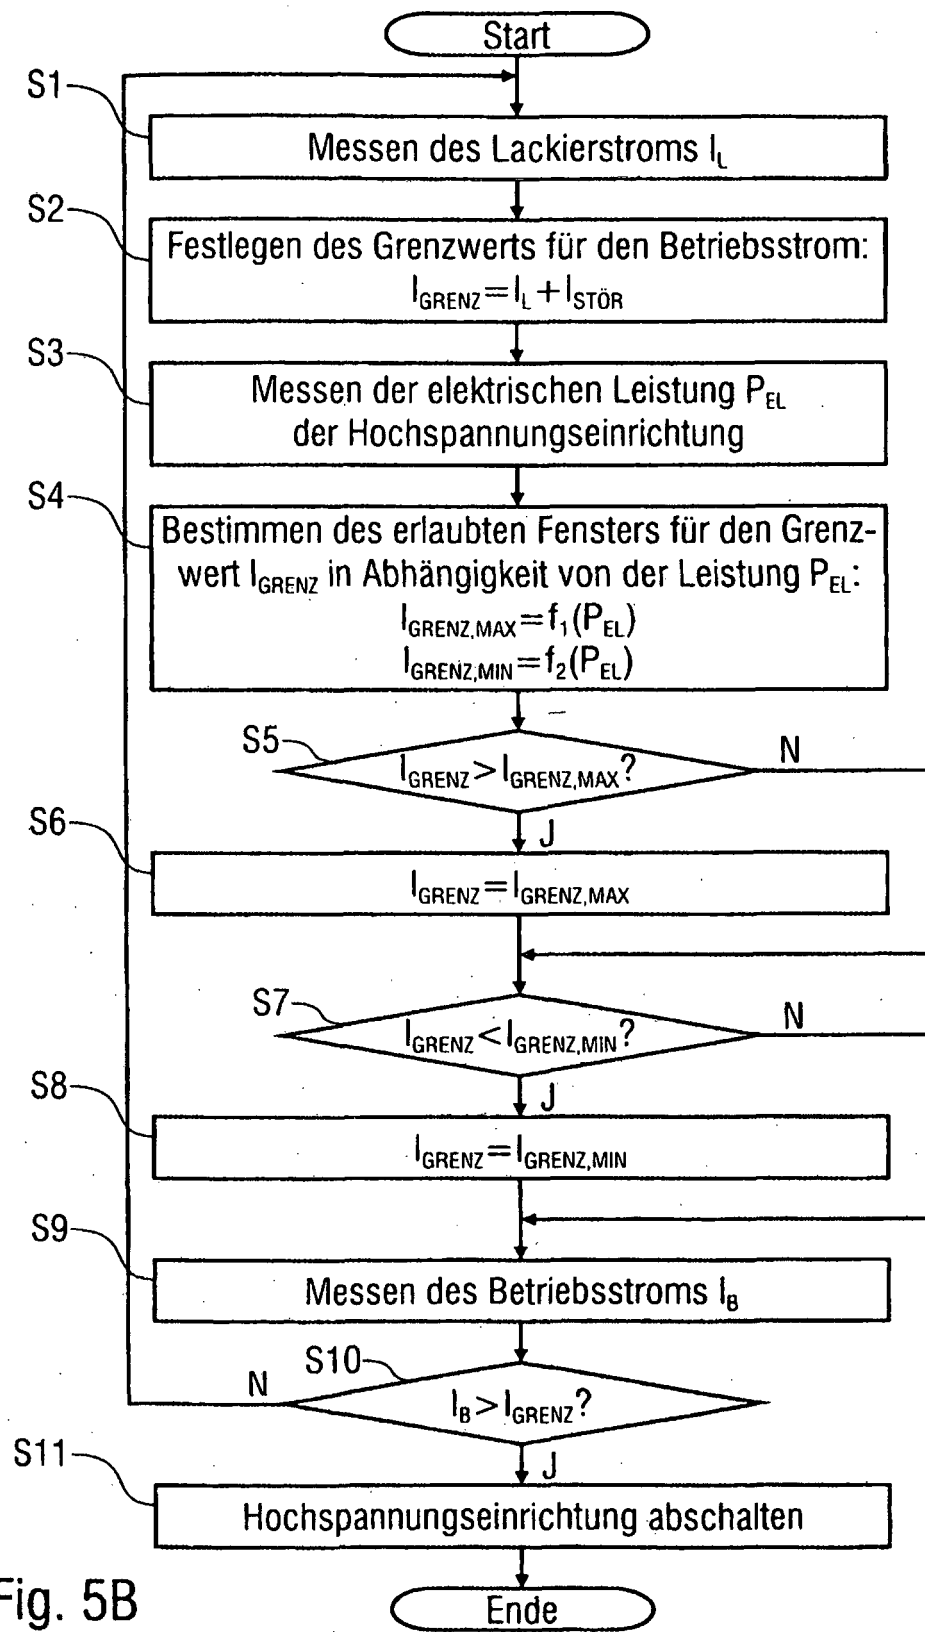 Start
S1
Messen des Lackierstroms I_L
S2
Festlegen des Grenzwerts für den Betriebsstrom:
I_GRENZ = I_L + I_STÖR
S3
Messen der elektrischen Leistung P_EL
der Hochspannungseinrichtung
S4
Bestimmen des erlaubten Fensters für den Grenz-
wert I_GRENZ in Abhängigkeit von der Leistung P_EL:
I_GRENZ,MAX = f_1(P_EL)
I_GRENZ,MIN = f_2(P_EL)
S5
I_GRENZ > I_GRENZ,MAX?
N
J
S6
I_GRENZ = I_GRENZ,MAX
S7
I_GRENZ < I_GRENZ,MIN?
N
J
S8
I_GRENZ = I_GRENZ,MIN
S9
Messen des Betriebsstroms I_B
S10
N
I_B > I_GRENZ?
J
S11
Hochspannungseinrichtung abschalten
Ende
Fig. 5B